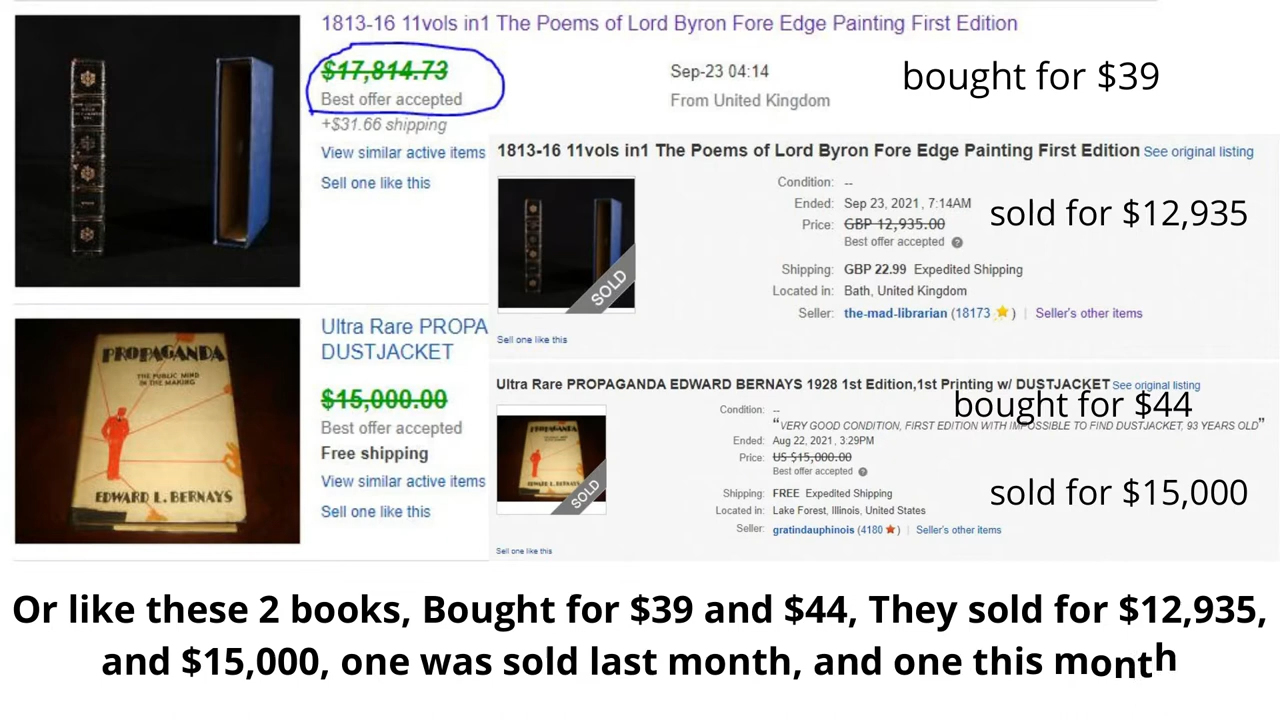 1813-16 11vols in1 The Poems of Lord Byron Fore Edge Painting First Edition
$17,814.73
Best offer accepted
+$31.66 shipping
View similar active items
Sell one like this
Sep-23 04:14
From United Kingdom
bought for $39
1813-16 11vols in1 The Poems of Lord Byron Fore Edge Painting First Edition See original listing
Condition: --
Ended: Sep 23, 2021, 7:14AM
Price: GBP 12,935.00
Best offer accepted
sold for $12,935
Shipping: GBP 22.99 Expedited Shipping
Located in: Bath, United Kingdom
Seller: the-mad-librarian (18173 ) | Seller's other items
SOLD
Sell one like this
PROPAGANDA
THE PUBLIC MIND
IN THE MAKING
EDWARD L. BERNAYS
Ultra Rare PROPA
DUSTJACKET
$15,000.00
Best offer accepted
Free shipping
View similar active items
Sell one like this
Ultra Rare PROPAGANDA EDWARD BERNAYS 1928 1st Edition,1st Printing w/ DUSTJACKET See original listing
bought for $44
Condition: --
“VERY GOOD CONDITION, FIRST EDITION WITH IMPOSSIBLE TO FIND DUSTJACKET, 93 YEARS OLD”
Ended: Aug 22, 2021, 3:29PM
Price: US $15,000.00
Best offer accepted
sold for $15,000
Shipping: FREE Expedited Shipping
Located in: Lake Forest, Illinois, United States
Seller: gratindauphinois (4180 ) | Seller's other items
PROPAGANDA
SOLD
Sell one like this
Or like these 2 books, Bought for $39 and $44, They sold for $12,935,
and $15,000, one was sold last month, and one this month